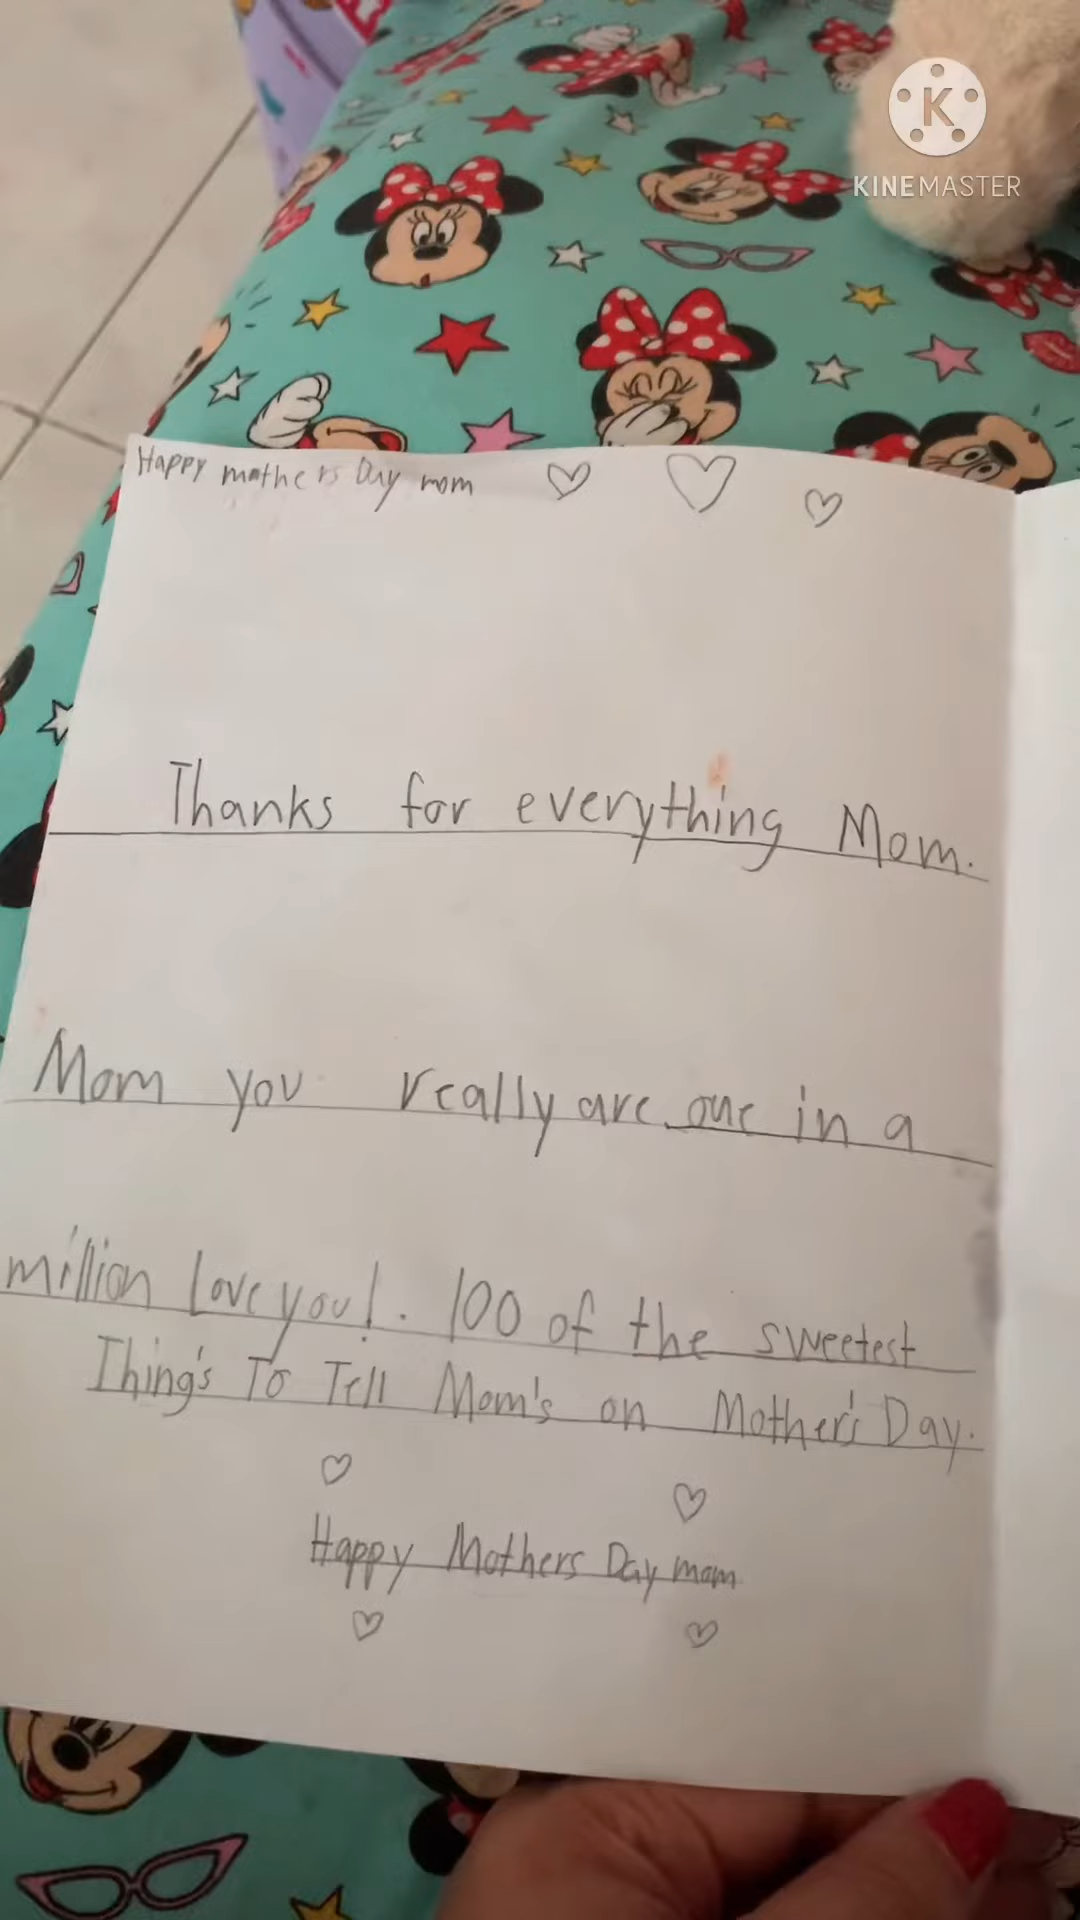 K
KINEMASTER
Happy mathers Day mom
Thanks for everything Mom.
Mom you really are one in a
million Love you!. 100 of the sweetest
Thing's To Tell Mom's on Mother's Day.
Happy Mothers Day mom